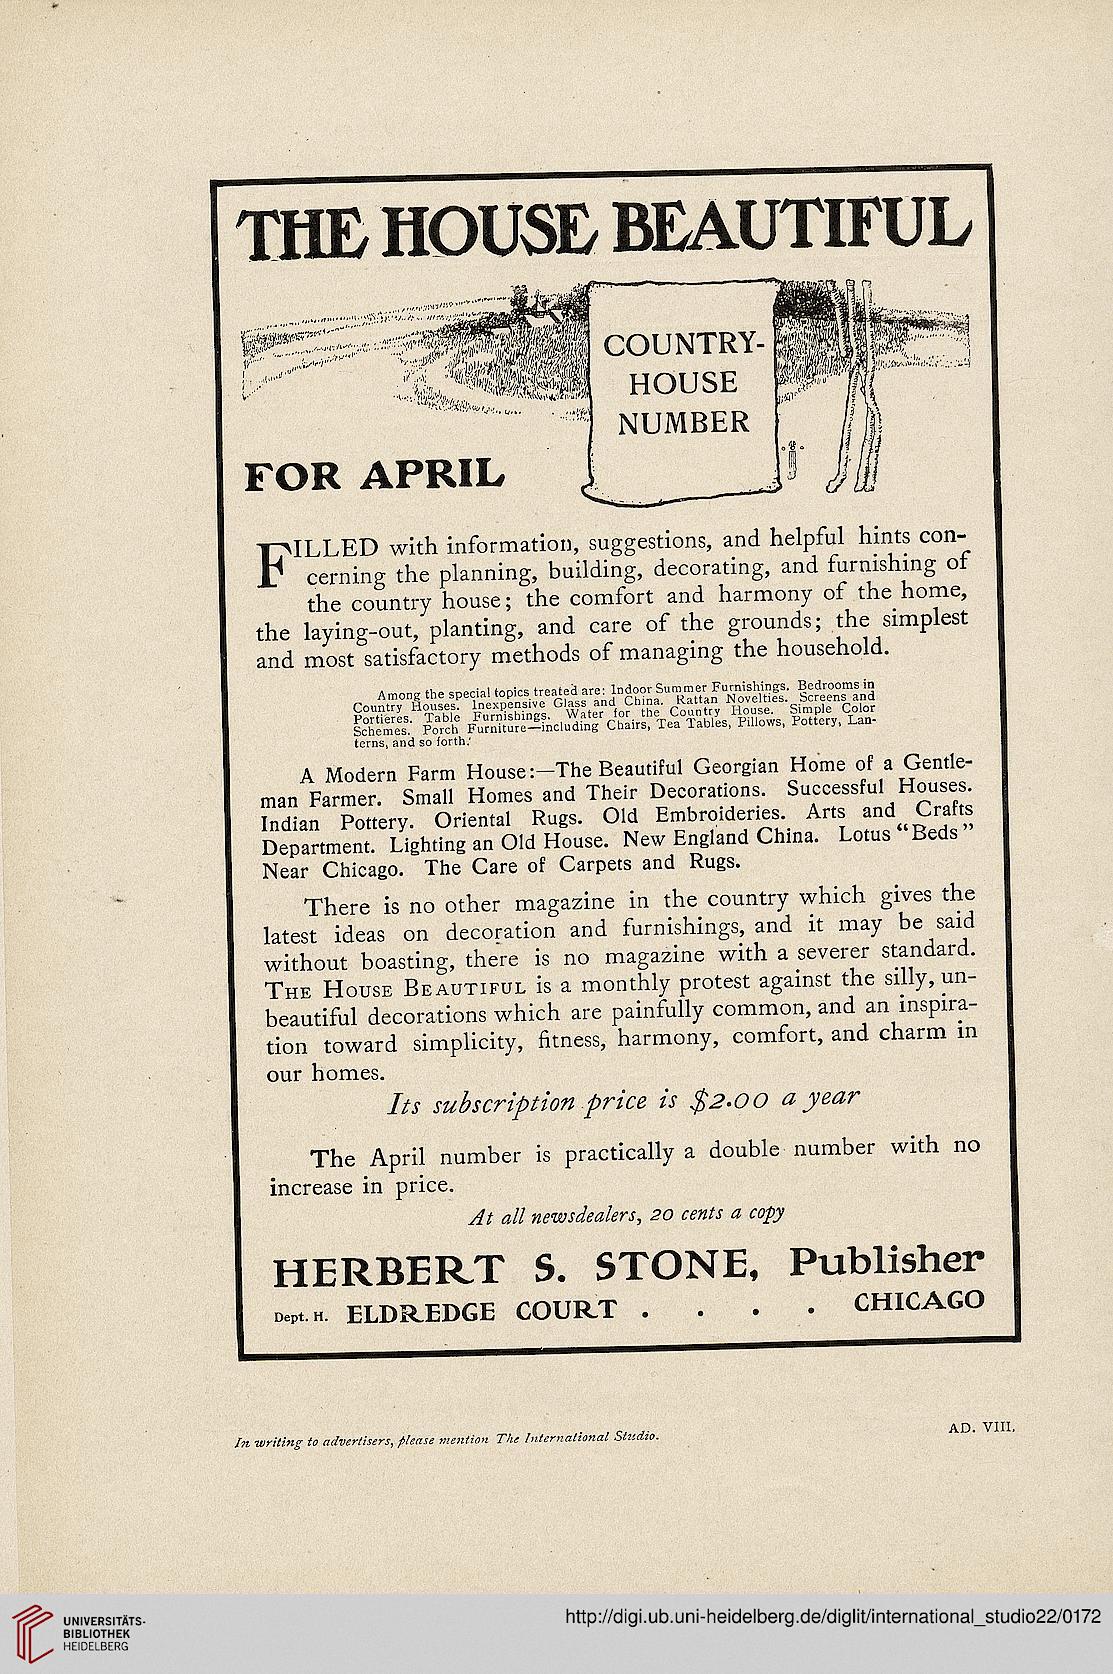 THE HOUSE BEAUTIFUL
COUNTRY-
HOUSE
NUMBER
FOR APRIL
FILLED with information, suggestions, and helpful hints con-
cerning the planning, building, decorating, and furnishing of
the country house; the comfort and harmony of the home,
the laying-out, planting, and care of the grounds; the simplest
and most satisfactory methods of managing the household.
Among the special topics treated are: Indoor Summer Furnishings. Bedrooms in
Country Houses. Inexpensive Glass and China. Rattan Novelties. Screens and
Portieres. Table Furnishings. Water for the Country House. Simple Color
Schemes. Porch Furniture—including Chairs, Tea Tables, Pillows, Pottery, Lan-
terns, and so forth.
A Modern Farm House:—The Beautiful Georgian Home of a Gentle-
man Farmer. Small Homes and Their Decorations. Successful Houses.
Indian Pottery. Oriental Rugs. Old Embroideries. Arts and Crafts
Department. Lighting an Old House. New England China. Lotus “Beds”
Near Chicago. The Care of Carpets and Rugs.
There is no other magazine in the country which gives the
latest ideas on decoration and furnishings, and it may be said
without boasting, there is no magazine with a severer standard.
THE HOUSE BEAUTIFUL is a monthly protest against the silly, un-
beautiful decorations which are painfully common, and an inspira-
tion toward simplicity, fitness, harmony, comfort, and charm in
our homes.
Its subscription price is $2.00 a year
The April number is practically a double number with no
increase in price.
At all newsdealers, 20 cents a copy
HERBERT S. STONE, Publisher
Dept. H. ELDREDGE COURT . . . . CHICAGO
In writing to advertisers, please mention The International Studio.
AD. VIII.
UNIVERSITÄTS-
BIBLIOTHEK
HEIDELBERG
http://digi.ub.uni-heidelberg.de/diglit/international_studio22/0172